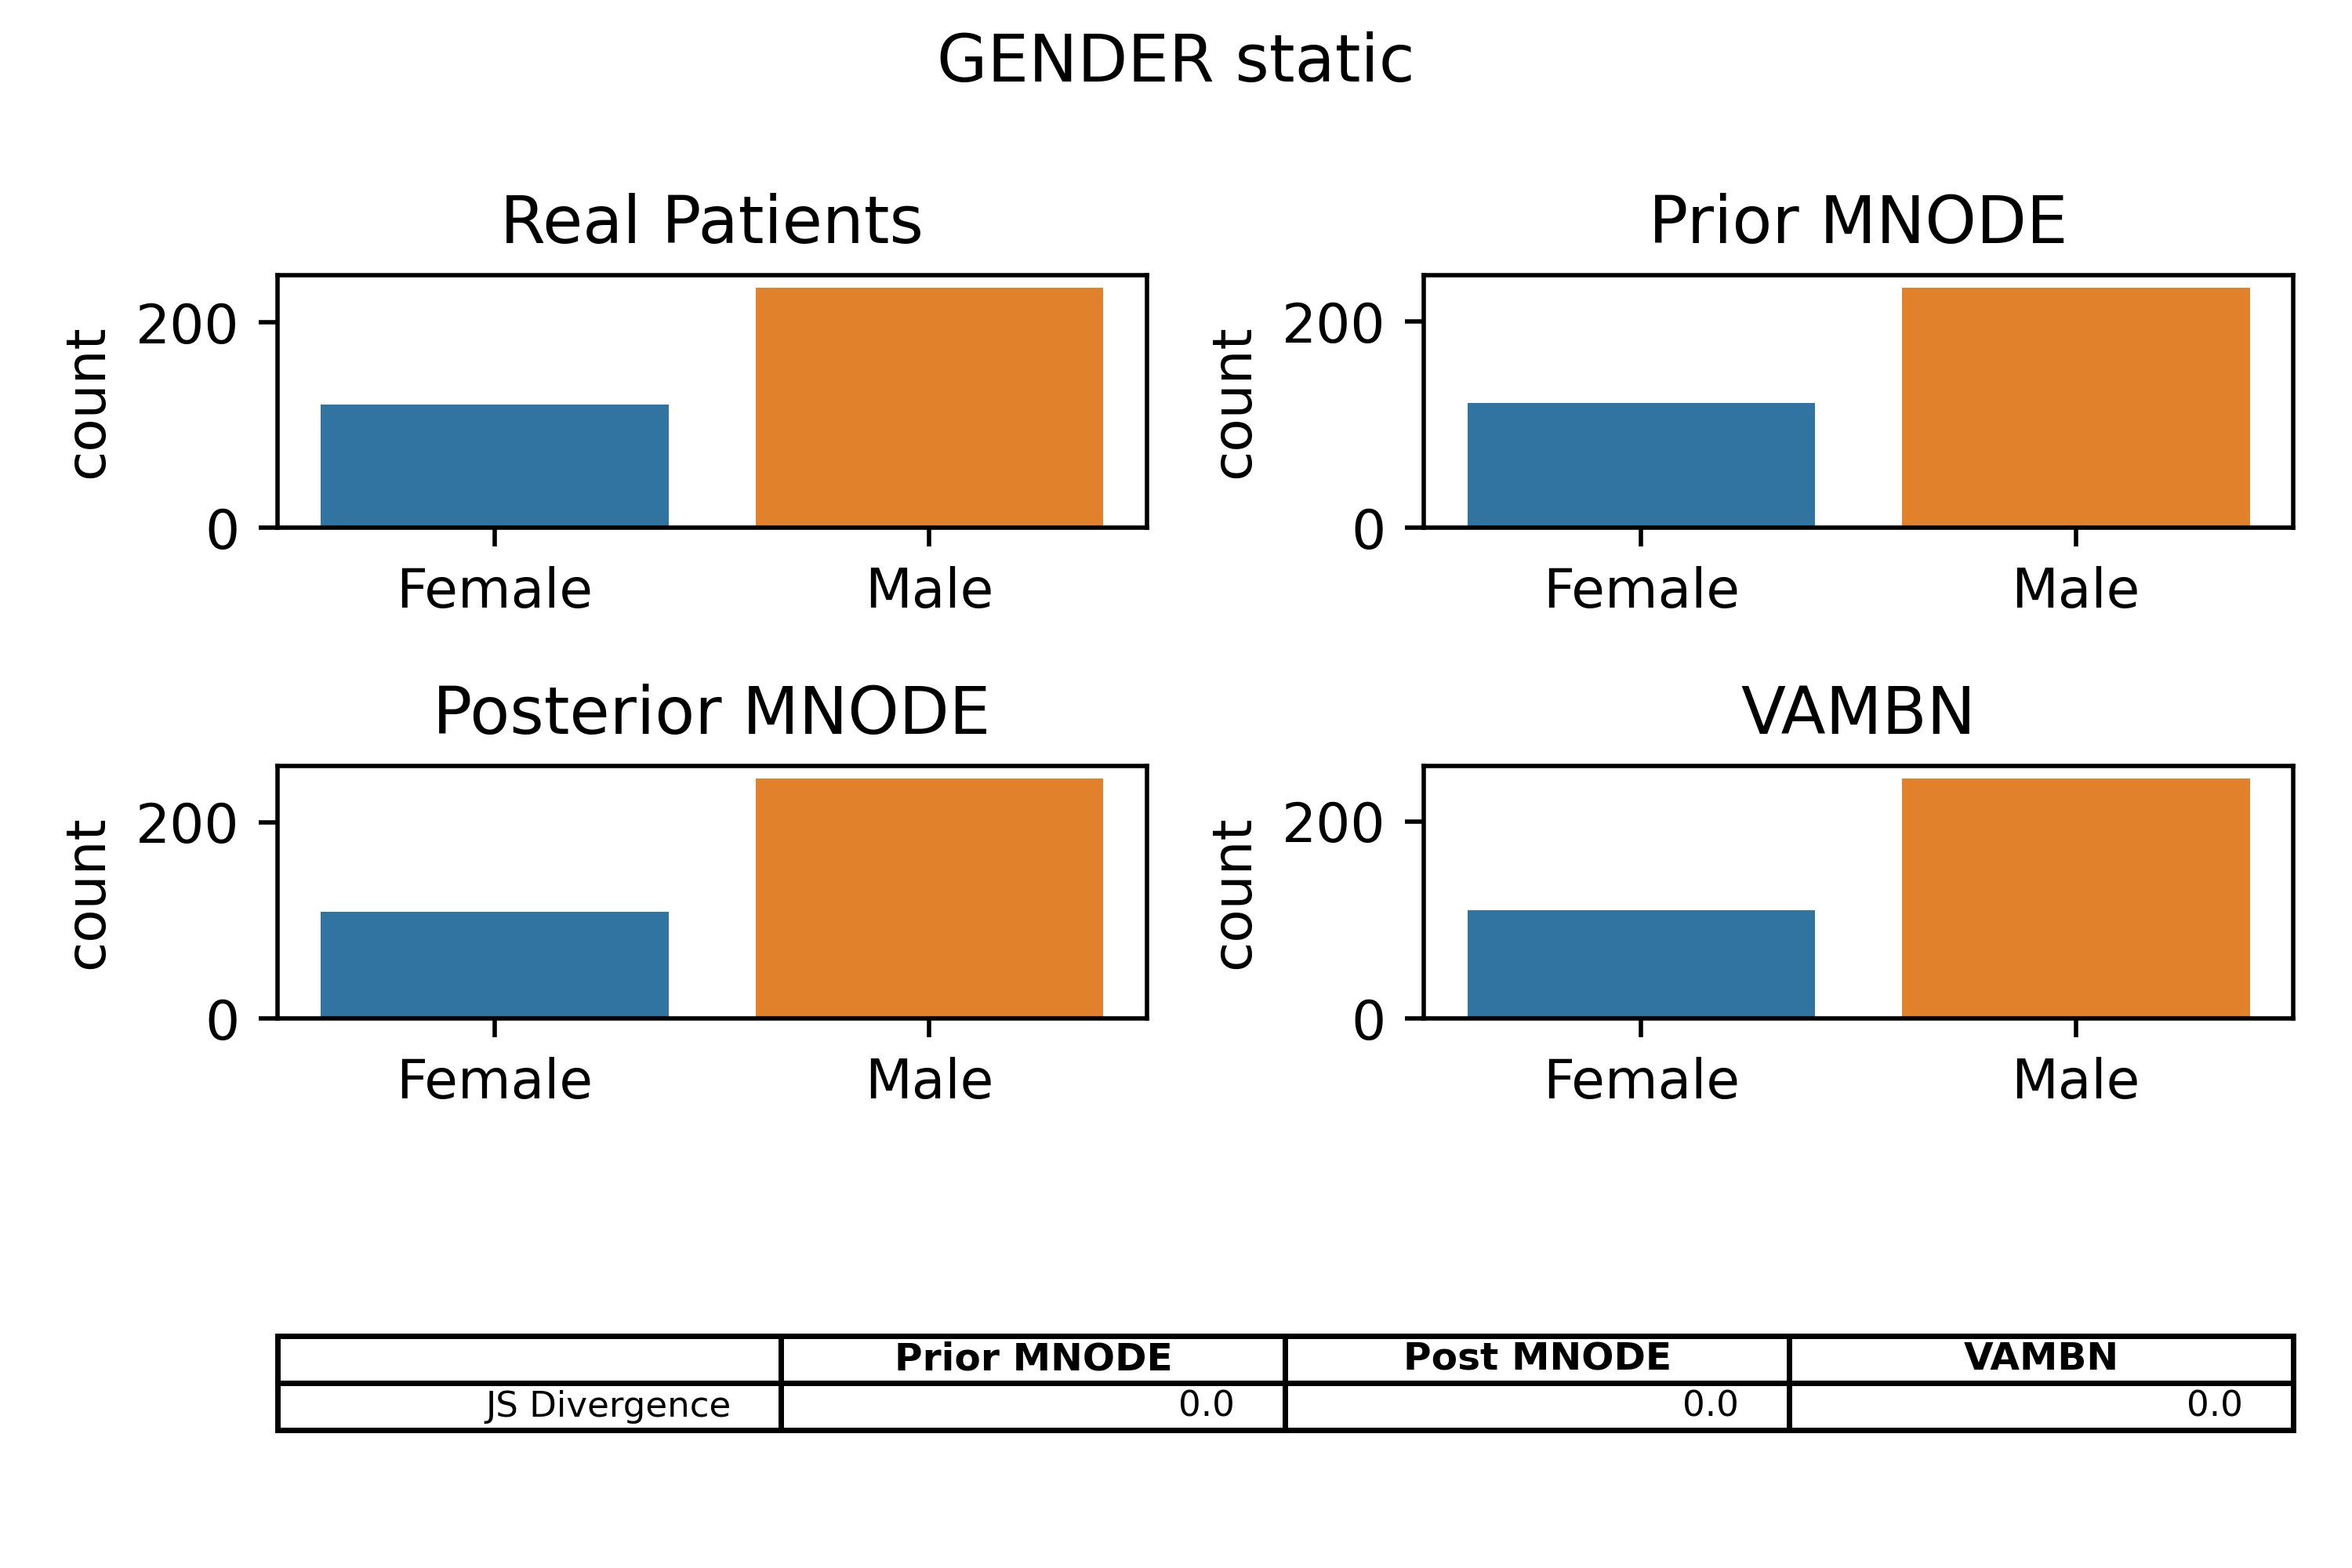 GENDER static
Real Patients
count
200
0
Female Male
Prior MNODE
count
200
0
Female Male
Posterior MNODE
count
200
0
Female Male
VAMBN
count
200
0
Female Male
Prior MNODE Post MNODE VAMBN
JS Divergence 0.0 0.0 0.0